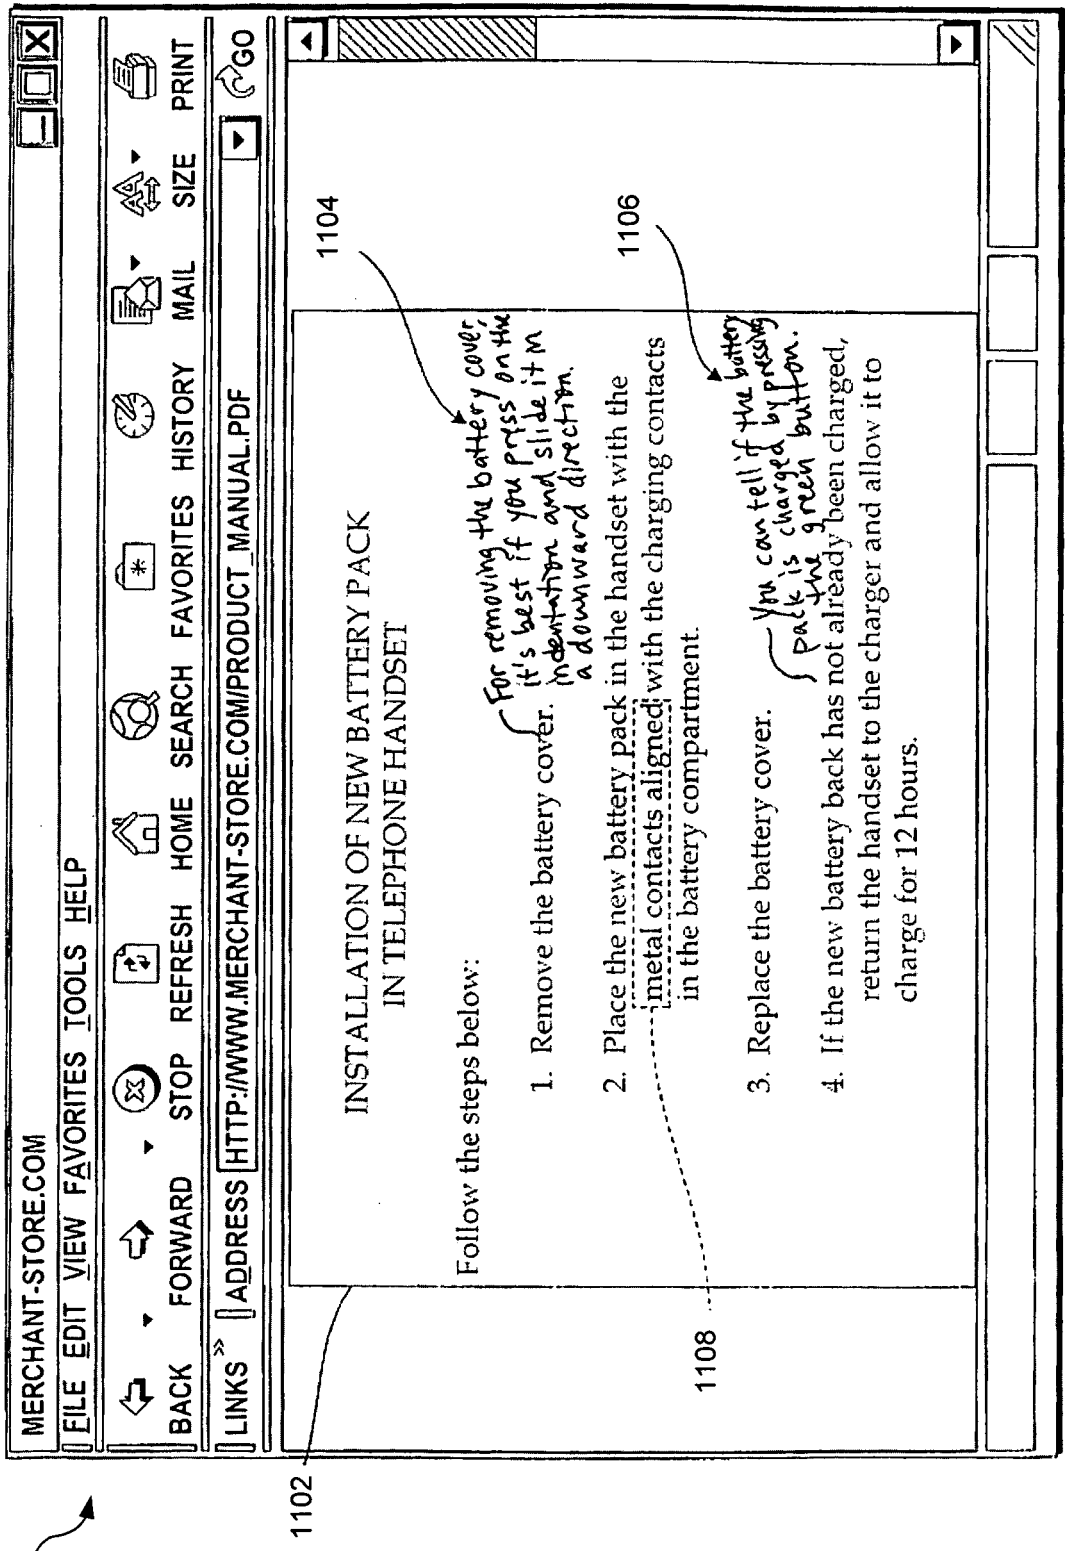 MERCHANT-STORE.COM
FILE EDIT VIEW FAVORITES TOOLS HELP
BACK FORWARD STOP REFRESH HOME SEARCH FAVORITES HISTORY MAIL SIZE PRINT
LINKS » ADDRESS HTTP://WWW.MERCHANT-STORE.COM/PRODUCT_MANUAL.PDF GO
1102
INSTALLATION OF NEW BATTERY PACK
IN TELEPHONE HANDSET
1104
Follow the steps below:
For removing the battery cover,
it's best if you press on the
indentation and slide it in
a downward direction.
1. Remove the battery cover.
2. Place the new battery pack in the handset with the
metal contacts aligned with the charging contacts
in the battery compartment.
1108
1106
You can tell if the battery
pack is charged by pressing
the green button.
3. Replace the battery cover.
4. If the new battery back has not already been charged,
return the handset to the charger and allow it to
charge for 12 hours.